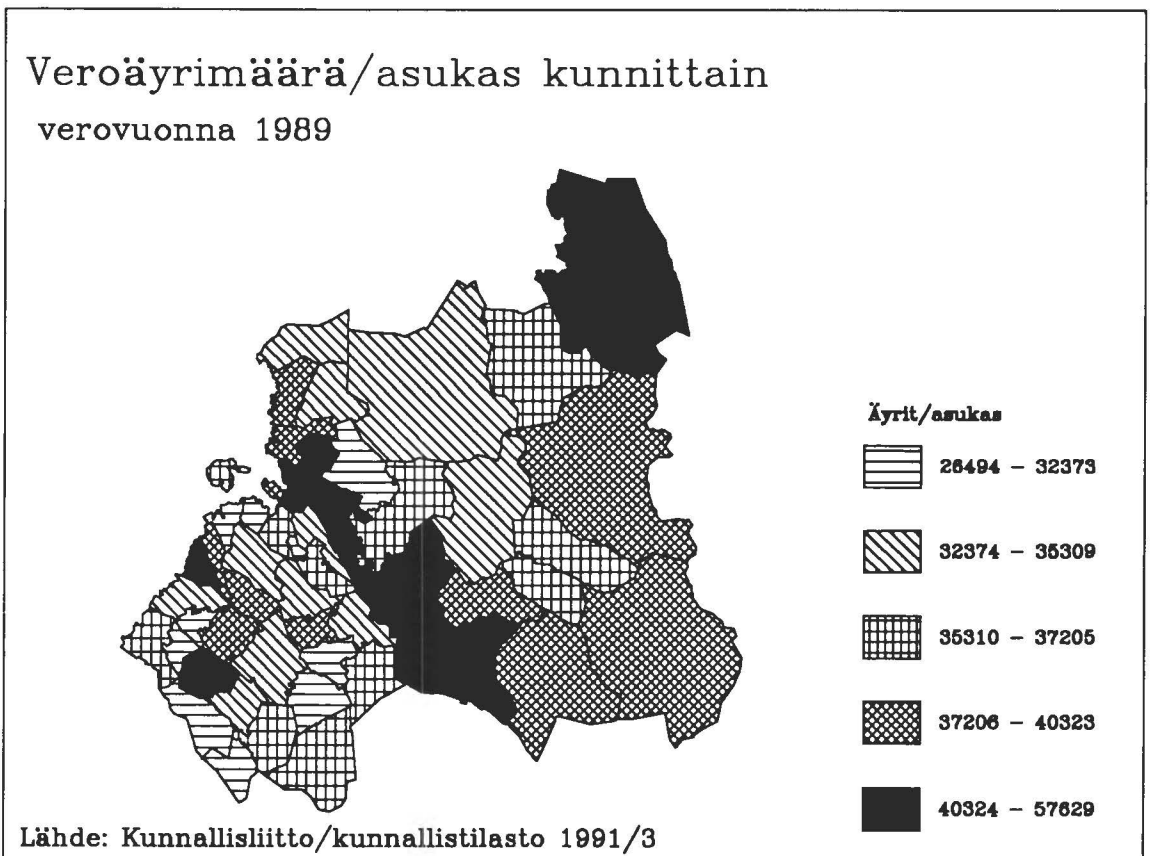 Veroäyrimäärä/asukas kunnittain
verovuonna 1989
Äyrit/asukas
26494 - 32373
32374 - 35309
35310 - 37205
37206 - 40323
40324 - 57629
Lähde: Kunnallisliitto/kunnallistilasto 1991/3